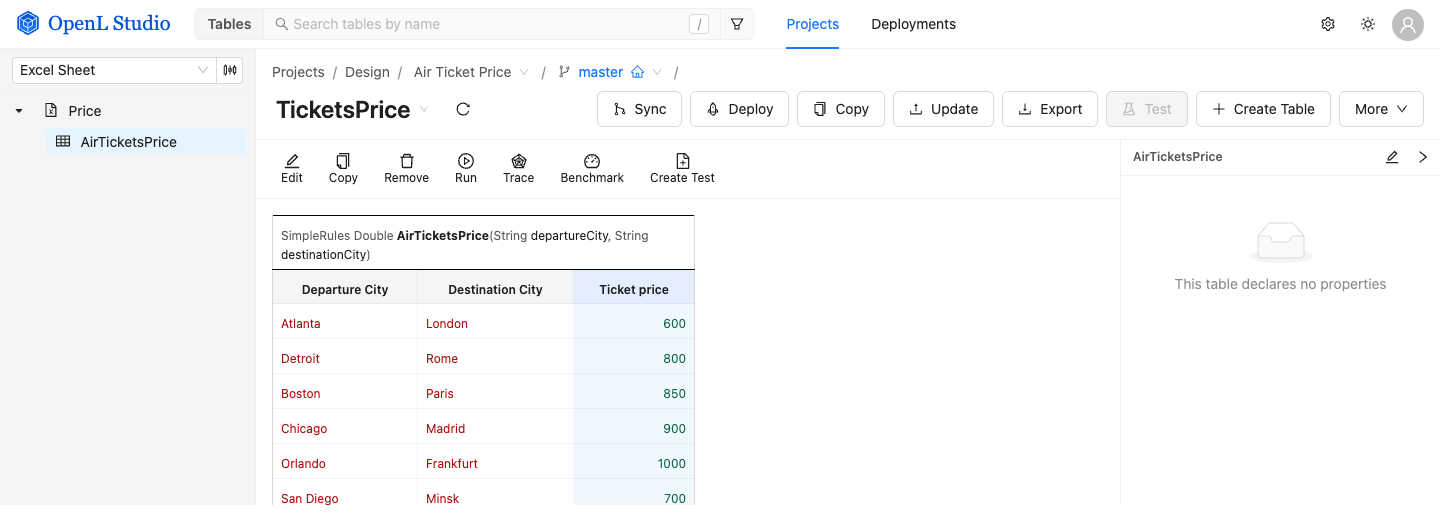 OpenL Studio
Tables
Search tables by name
/
Projects
Deployments
Excel Sheet
Price
AirTicketsPrice
Projects / Design / Air Ticket Price / master /
TicketsPrice
Sync
Deploy
Copy
Update
Export
Test
Create Table
More
Edit
Copy
Remove
Run
Trace
Benchmark
Create Test
AirTicketsPrice
This table declares no properties
SimpleRules Double AirTicketsPrice(String departureCity, String
destinationCity)
Departure City Destination City Ticket price
Atlanta London 600
Detroit Rome 800
Boston Paris 850
Chicago Madrid 900
Orlando Frankfurt 1000
San Diego Minsk 700